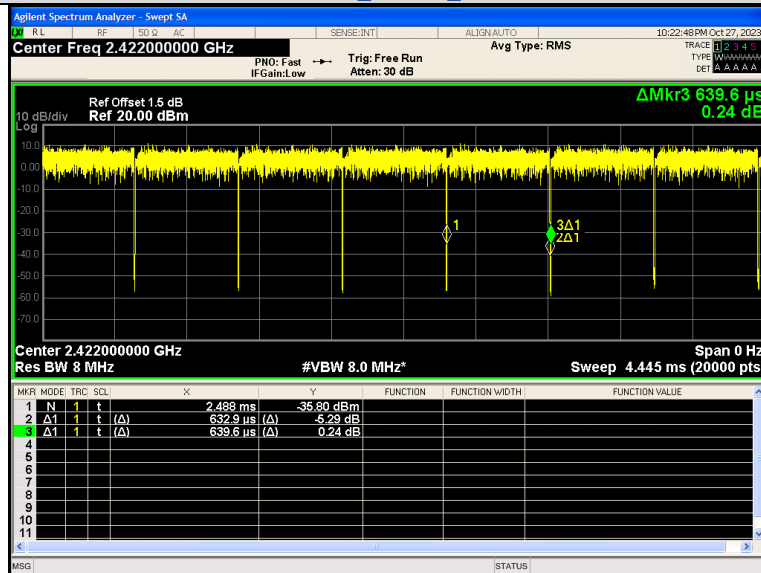 Agilent Spectrum Analyzer - Swept SA
LXI RL RF 50 Ω AC SENSE:INT ALIGN AUTO 10:22:48 PM Oct 27, 2023
Center Freq 2.422000000 GHz Avg Type: RMS TRACE 1 2 3 4 5
PNO: Fast Trig: Free Run TYPE
IFGain:Low Atten: 30 dB DET A A A A A
ΔMkr3 639.6 µs
0.24 dB
Ref Offset 1.5 dB
10 dB/div Ref 20.00 dBm
Log
10.0
0.00
-10.0
-20.0
-30.0
-40.0
-50.0
-60.0
-70.0
1
3Δ1
2Δ1
Center 2.422000000 GHz Span 0 Hz
Res BW 8 MHz #VBW 8.0 MHz* Sweep 4.445 ms (20000 pts
MKR MODE TRC SCL X Y FUNCTION FUNCTION WIDTH FUNCTION VALUE
1 N 1 t 2.488 ms -35.80 dBm
2 Δ1 1 t (Δ) 632.9 µs (Δ) -5.29 dB
3 Δ1 1 t (Δ) 639.6 µs (Δ) 0.24 dB
4
5
6
7
8
9
10
11
MSG STATUS